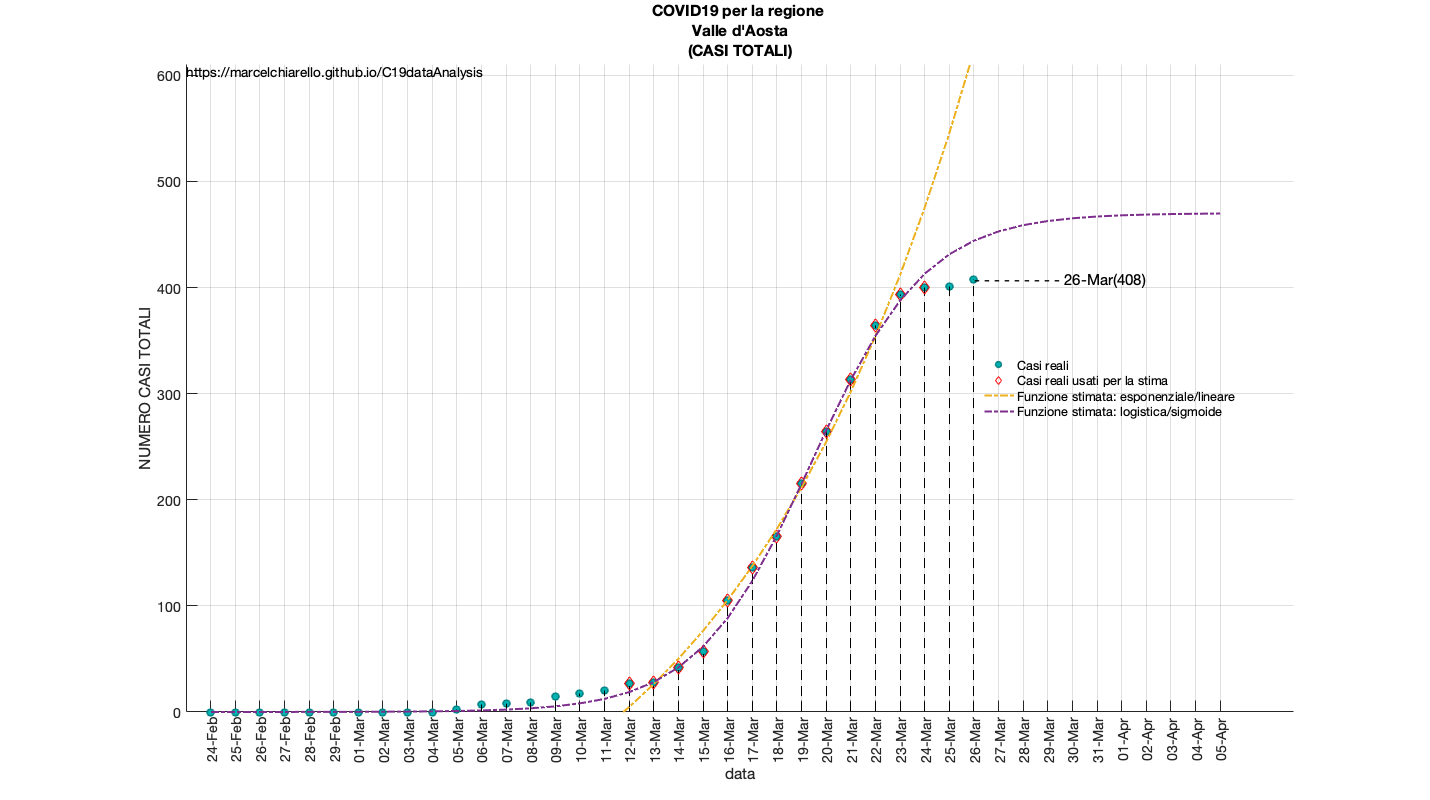 COVID19 per la regione
Valle d'Aosta
(CASI TOTALI)
https://marcelchiarello.github.io/C19dataAnalysis
600
500
400
300
200
100
0
NUMERO CASI TOTALI
26-Mar(408)
Casi reali
Casi reali usati per la stima
Funzione stimata: esponenziale/lineare
Funzione stimata: logistica/sigmoide
24-Feb
25-Feb
26-Feb
27-Feb
28-Feb
29-Feb
01-Mar
02-Mar
03-Mar
04-Mar
05-Mar
06-Mar
07-Mar
08-Mar
09-Mar
10-Mar
11-Mar
12-Mar
13-Mar
14-Mar
15-Mar
16-Mar
17-Mar
18-Mar
19-Mar
20-Mar
21-Mar
22-Mar
23-Mar
24-Mar
25-Mar
26-Mar
27-Mar
28-Mar
29-Mar
30-Mar
31-Mar
01-Apr
02-Apr
03-Apr
04-Apr
05-Apr
data